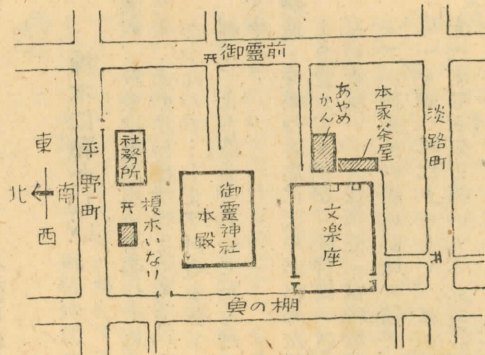 御霊前
東
西
南
北
平野町
社務所
榎木いなり
御霊神社
本殿
あやめ
かん
本家茶屋
文楽座
淡路町
魚の棚